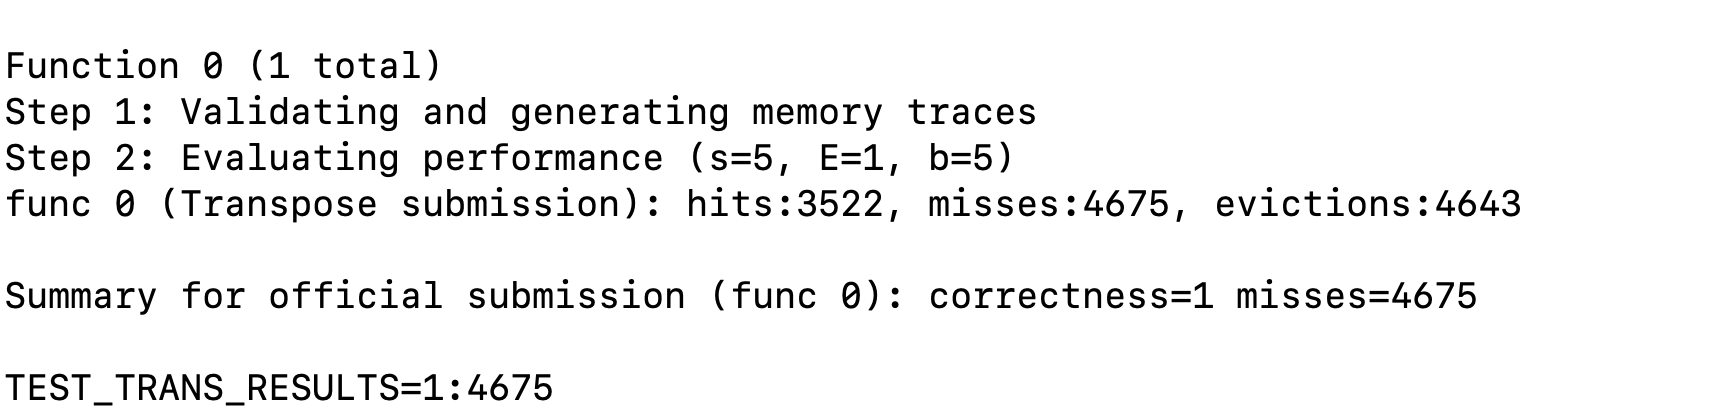 Function 0 (1 total)
Step 1: Validating and generating memory traces
Step 2: Evaluating performance (s=5, E=1, b=5)
func 0 (Transpose submission): hits:3522, misses:4675, evictions:4643
Summary for official submission (func 0): correctness=1 misses=4675
TEST_TRANS_RESULTS=1:4675